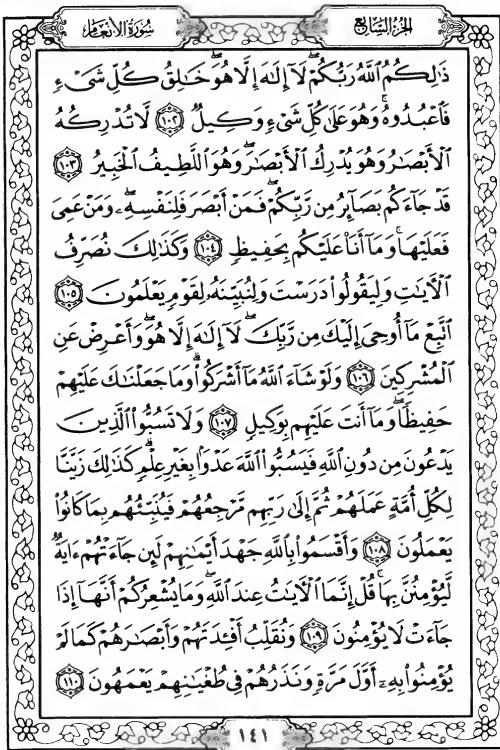 الجزء السابع
سورة الأنعام
ذَٰلِكُمُ ٱللَّهُ رَبُّكُمْ ۖ لَآ إِلَٰهَ إِلَّا هُوَ ۖ خَٰلِقُ كُلِّ شَىْءٍ
فَٱعْبُدُوهُ ۚ وَهُوَ عَلَىٰ كُلِّ شَىْءٍ وَكِيلٌ ١٠٢ لَّا تُدْرِكُهُ
ٱلْأَبْصَٰرُ وَهُوَ يُدْرِكُ ٱلْأَبْصَٰرَ ۖ وَهُوَ ٱللَّطِيفُ ٱلْخَبِيرُ ١٠٣
قَدْ جَآءَكُم بَصَآئِرُ مِن رَّبِّكُمْ ۖ فَمَنْ أَبْصَرَ فَلِنَفْسِهِۦ ۖ وَمَنْ عَمِىَ
فَعَلَيْهَا ۚ وَمَآ أَنَا۠ عَلَيْكُم بِحَفِيظٍ ١٠٤ وَكَذَٰلِكَ نُصَرِّفُ
ٱلْءَايَٰتِ وَلِيَقُولُوا۟ دَرَسْتَ وَلِنُبَيِّنَهُۥ لِقَوْمٍ يَعْلَمُونَ ١٠٥
ٱتَّبِعْ مَآ أُوحِىَ إِلَيْكَ مِن رَّبِّكَ ۖ لَآ إِلَٰهَ إِلَّا هُوَ ۖ وَأَعْرِضْ عَنِ
ٱلْمُشْرِكِينَ ١٠٦ وَلَوْ شَآءَ ٱللَّهُ مَآ أَشْرَكُوا۟ ۗ وَمَا جَعَلْنَٰكَ عَلَيْهِمْ
حَفِيظًا ۖ وَمَآ أَنتَ عَلَيْهِم بِوَكِيلٍ ١٠٧ وَلَا تَسُبُّوا۟ ٱلَّذِينَ
يَدْعُونَ مِن دُونِ ٱللَّهِ فَيَسُبُّوا۟ ٱللَّهَ عَدْوًۢا بِغَيْرِ عِلْمٍ ۗ كَذَٰلِكَ زَيَّنَّا
لِكُلِّ أُمَّةٍ عَمَلَهُمْ ثُمَّ إِلَىٰ رَبِّهِم مَّرْجِعُهُمْ فَيُنَبِّئُهُم بِمَا كَانُوا۟
يَعْمَلُونَ ١٠٨ وَأَقْسَمُوا۟ بِٱللَّهِ جَهْدَ أَيْمَٰنِهِمْ لَئِن جَآءَتْهُمْ ءَايَةٌ
لَّيُؤْمِنُنَّ بِهَا ۚ قُلْ إِنَّمَا ٱلْءَايَٰتُ عِندَ ٱللَّهِ ۖ وَمَا يُشْعِرُكُمْ أَنَّهَآ إِذَا
جَآءَتْ لَا يُؤْمِنُونَ ١٠٩ وَنُقَلِّبُ أَفْـِٔدَتَهُمْ وَأَبْصَٰرَهُمْ كَمَا لَمْ
يُؤْمِنُوا۟ بِهِۦٓ أَوَّلَ مَرَّةٍ وَنَذَرُهُمْ فِى طُغْيَٰنِهِمْ يَعْمَهُونَ ١١٠
١٤١